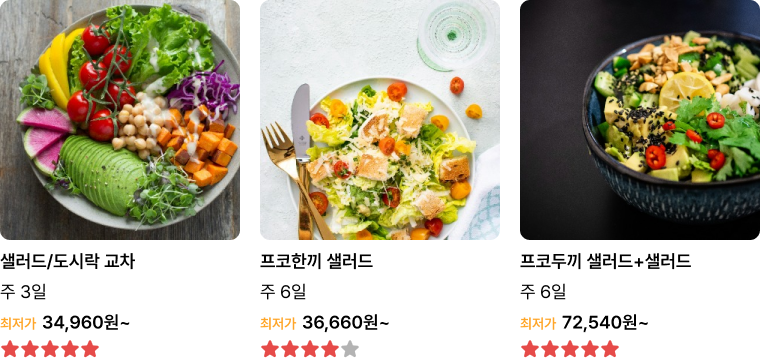 샐러드/도시락 교차
주 3일
최저가 34,960원~
프코한끼 샐러드
주 6일
최저가 36,660원~
프코두끼 샐러드+샐러드
주 6일
최저가 72,540원~